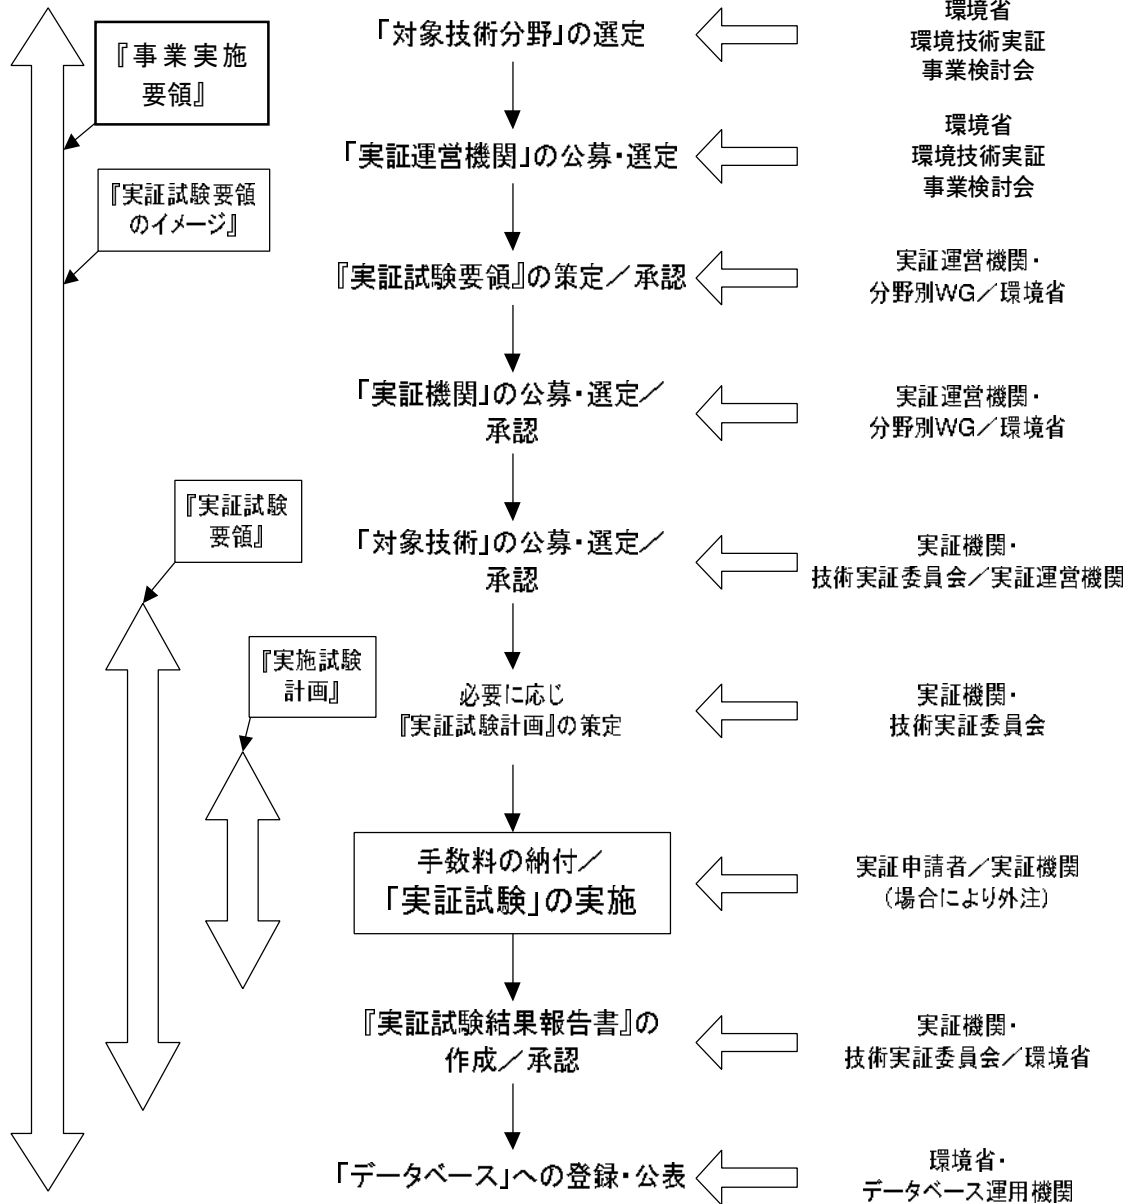 「対象技術分野」の選定
環境省
環境技術実証
事業検討会
『事業実施
要領』
「実証運営機関」の公募・選定
環境省
環境技術実証
事業検討会
『実証試験要領
のイメージ』
『実証試験要領』の策定／承認
実証運営機関・
分野別WG／環境省
「実証機関」の公募・選定／
承認
実証運営機関・
分野別WG／環境省
『実証試験
要領』
「対象技術」の公募・選定／
承認
実証機関・
技術実証委員会／実証運営機関
『実施試験
計画』
必要に応じ
『実証試験計画』の策定
実証機関・
技術実証委員会
手数料の納付／
「実証試験」の実施
実証申請者／実証機関
（場合により外注）
『実証試験結果報告書』の
作成／承認
実証機関・
技術実証委員会／環境省
「データベース」への登録・公表
環境省・
データベース運用機関